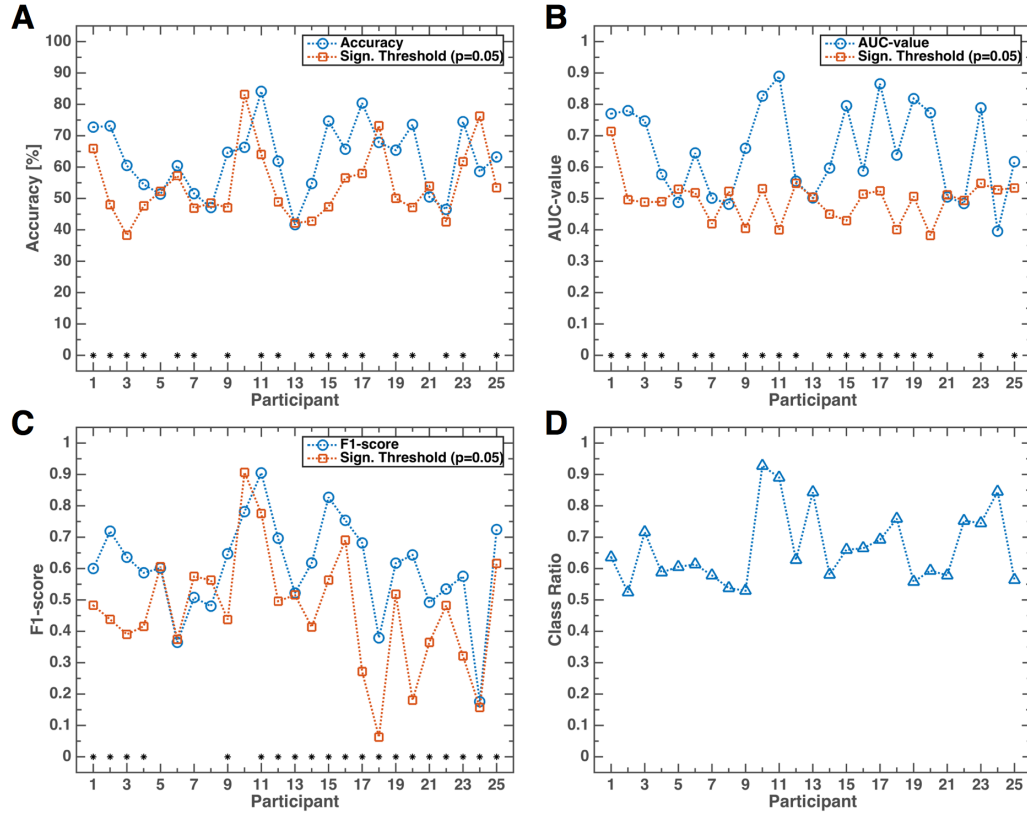 A
Accuracy
Sign. Threshold (p=0.05)
Accuracy [%]
100
90
80
70
60
50
40
30
20
10
0
* * * * * * * * * * * * * * * * * *
1 3 5 7 9 11 13 15 17 19 21 23 25
Participant
B
AUC-value
Sign. Threshold (p=0.05)
AUC-value
1
0.9
0.8
0.7
0.6
0.5
0.4
0.3
0.2
0.1
0
* * * * * * * * * * * * * * * * * * *
1 3 5 7 9 11 13 15 17 19 21 23 25
Participant
C
F1-score
Sign. Threshold (p=0.05)
F1-score
1
0.9
0.8
0.7
0.6
0.5
0.4
0.3
0.2
0.1
0
* * * * * * * * * * * * * * * * * * * *
1 3 5 7 9 11 13 15 17 19 21 23 25
Participant
D
Class Ratio
1
0.9
0.8
0.7
0.6
0.5
0.4
0.3
0.2
0.1
0
1 3 5 7 9 11 13 15 17 19 21 23 25
Participant